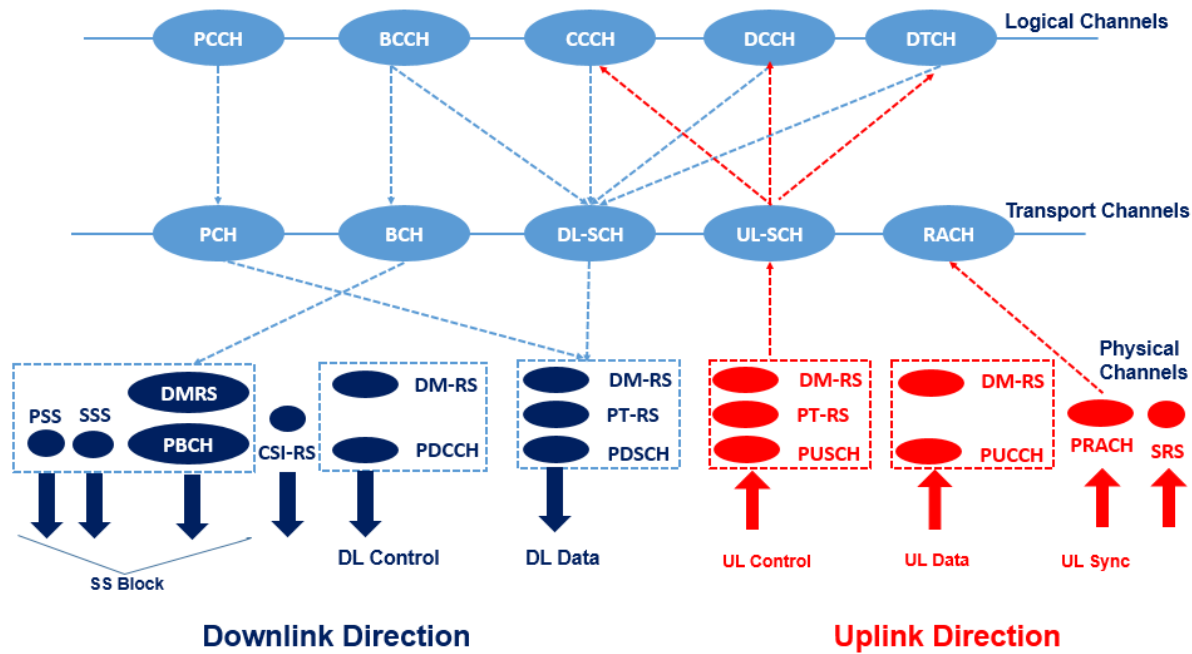 Logical Channels
PCCH
BCCH
CCCH
DCCH
DTCH
Transport Channels
PCH
BCH
DL-SCH
UL-SCH
RACH
Physical
Channels
PSS
SSS
DMRS
PBCH
CSI-RS
DM-RS
PDCCH
DM-RS
PT-RS
PDSCH
DM-RS
PT-RS
PUSCH
DM-RS
PUCCH
PRACH
SRS
SS Block
DL Control
DL Data
UL Control
UL Data
UL Sync
Downlink Direction
Uplink Direction